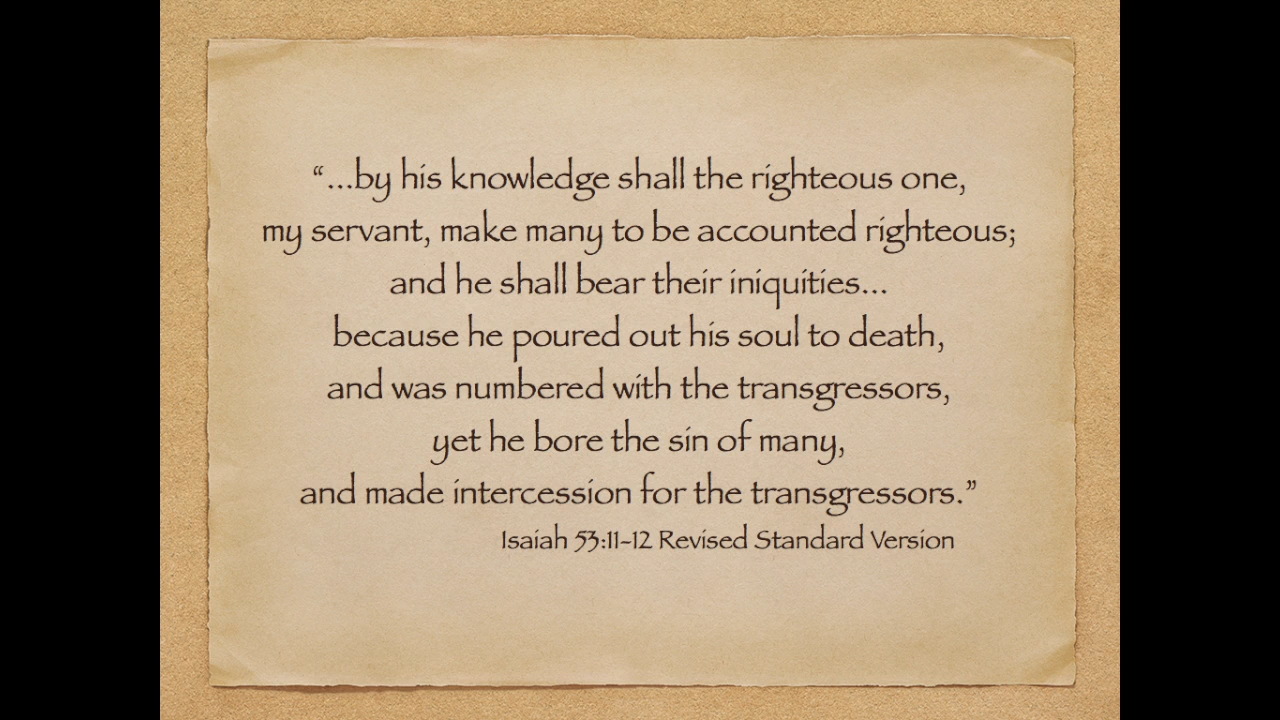 “...by his knowledge shall the righteous one,
my servant, make many to be accounted righteous;
and he shall bear their iniquities...
because he poured out his soul to death,
and was numbered with the transgressors,
yet he bore the sin of many,
and made intercession for the transgressors.”
Isaiah 53:11-12 Revised Standard Version